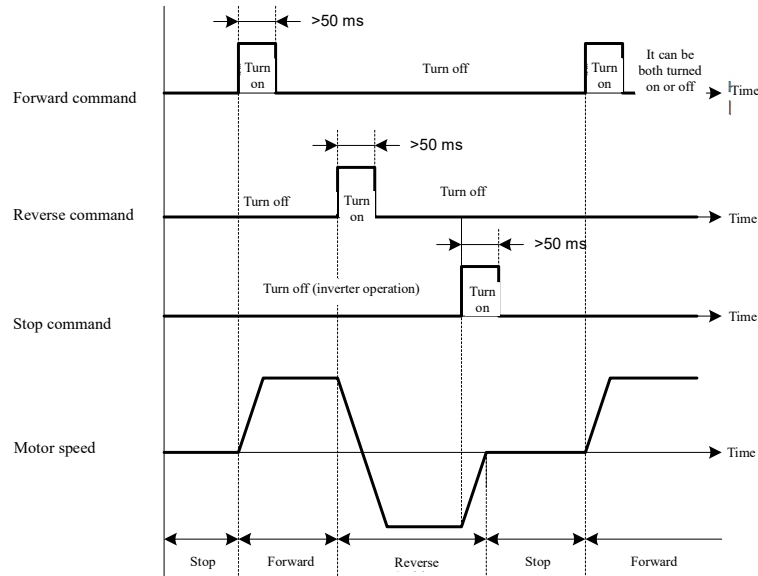 >50 ms
Turn
on
Turn off
Turn
on
It can be
both turned
on or off
Forward command
Time
>50 ms
Turn off
Turn off
Turn
on
Reverse command
Time
>50 ms
Turn off (inverter operation)
Turn
on
Stop command
Time
Motor speed
Time
Stop
Forward
Reverse
Stop
Forward